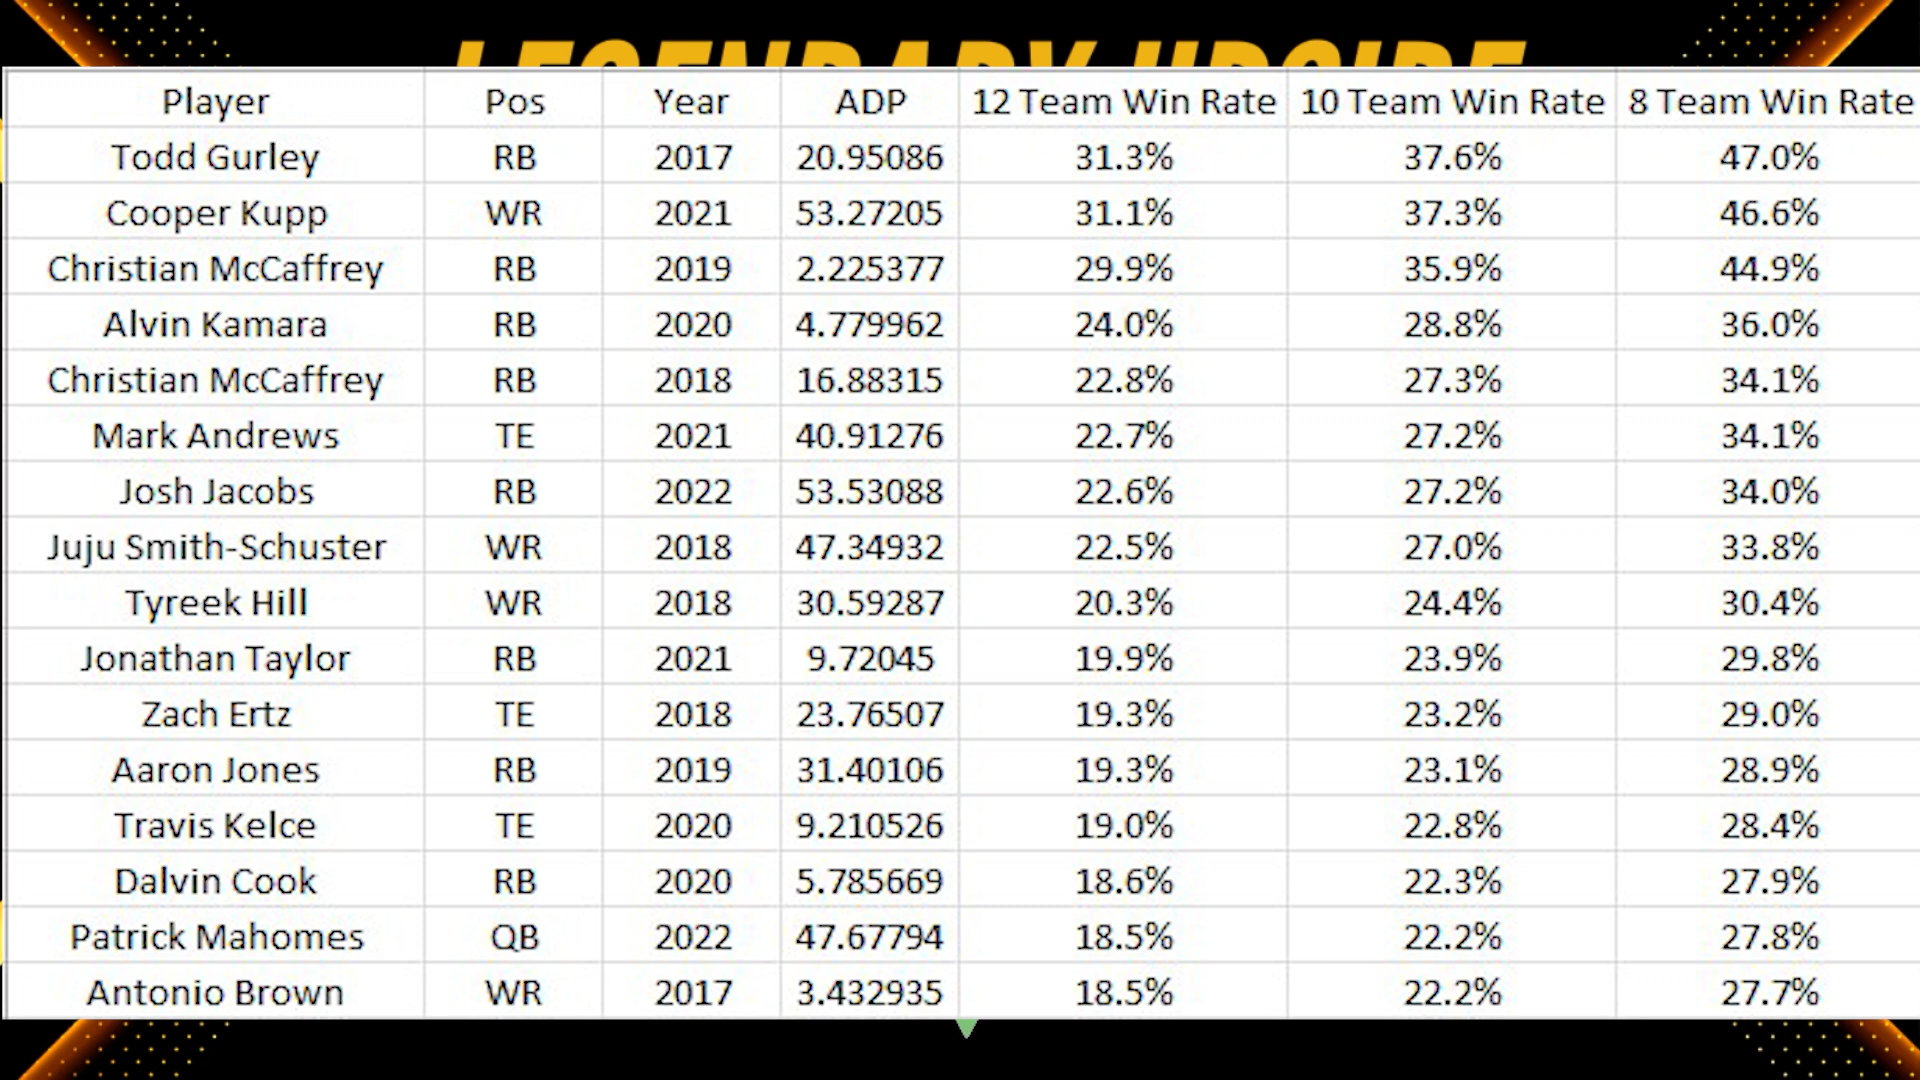 LEGENDARY UPSIDE
Player Pos Year ADP 12 Team Win Rate 10 Team Win Rate 8 Team Win Rate
Todd Gurley RB 2017 20.95086 31.3% 37.6% 47.0%
Cooper Kupp WR 2021 53.27205 31.1% 37.3% 46.6%
Christian McCaffrey RB 2019 2.225377 29.9% 35.9% 44.9%
Alvin Kamara RB 2020 4.779962 24.0% 28.8% 36.0%
Christian McCaffrey RB 2018 16.88315 22.8% 27.3% 34.1%
Mark Andrews TE 2021 40.91276 22.7% 27.2% 34.1%
Josh Jacobs RB 2022 53.53088 22.6% 27.2% 34.0%
Juju Smith-Schuster WR 2018 47.34932 22.5% 27.0% 33.8%
Tyreek Hill WR 2018 30.59287 20.3% 24.4% 30.4%
Jonathan Taylor RB 2021 9.72045 19.9% 23.9% 29.8%
Zach Ertz TE 2018 23.76507 19.3% 23.2% 29.0%
Aaron Jones RB 2019 31.40106 19.3% 23.1% 28.9%
Travis Kelce TE 2020 9.210526 19.0% 22.8% 28.4%
Dalvin Cook RB 2020 5.785669 18.6% 22.3% 27.9%
Patrick Mahomes QB 2022 47.67794 18.5% 22.2% 27.8%
Antonio Brown WR 2017 3.432935 18.5% 22.2% 27.7%